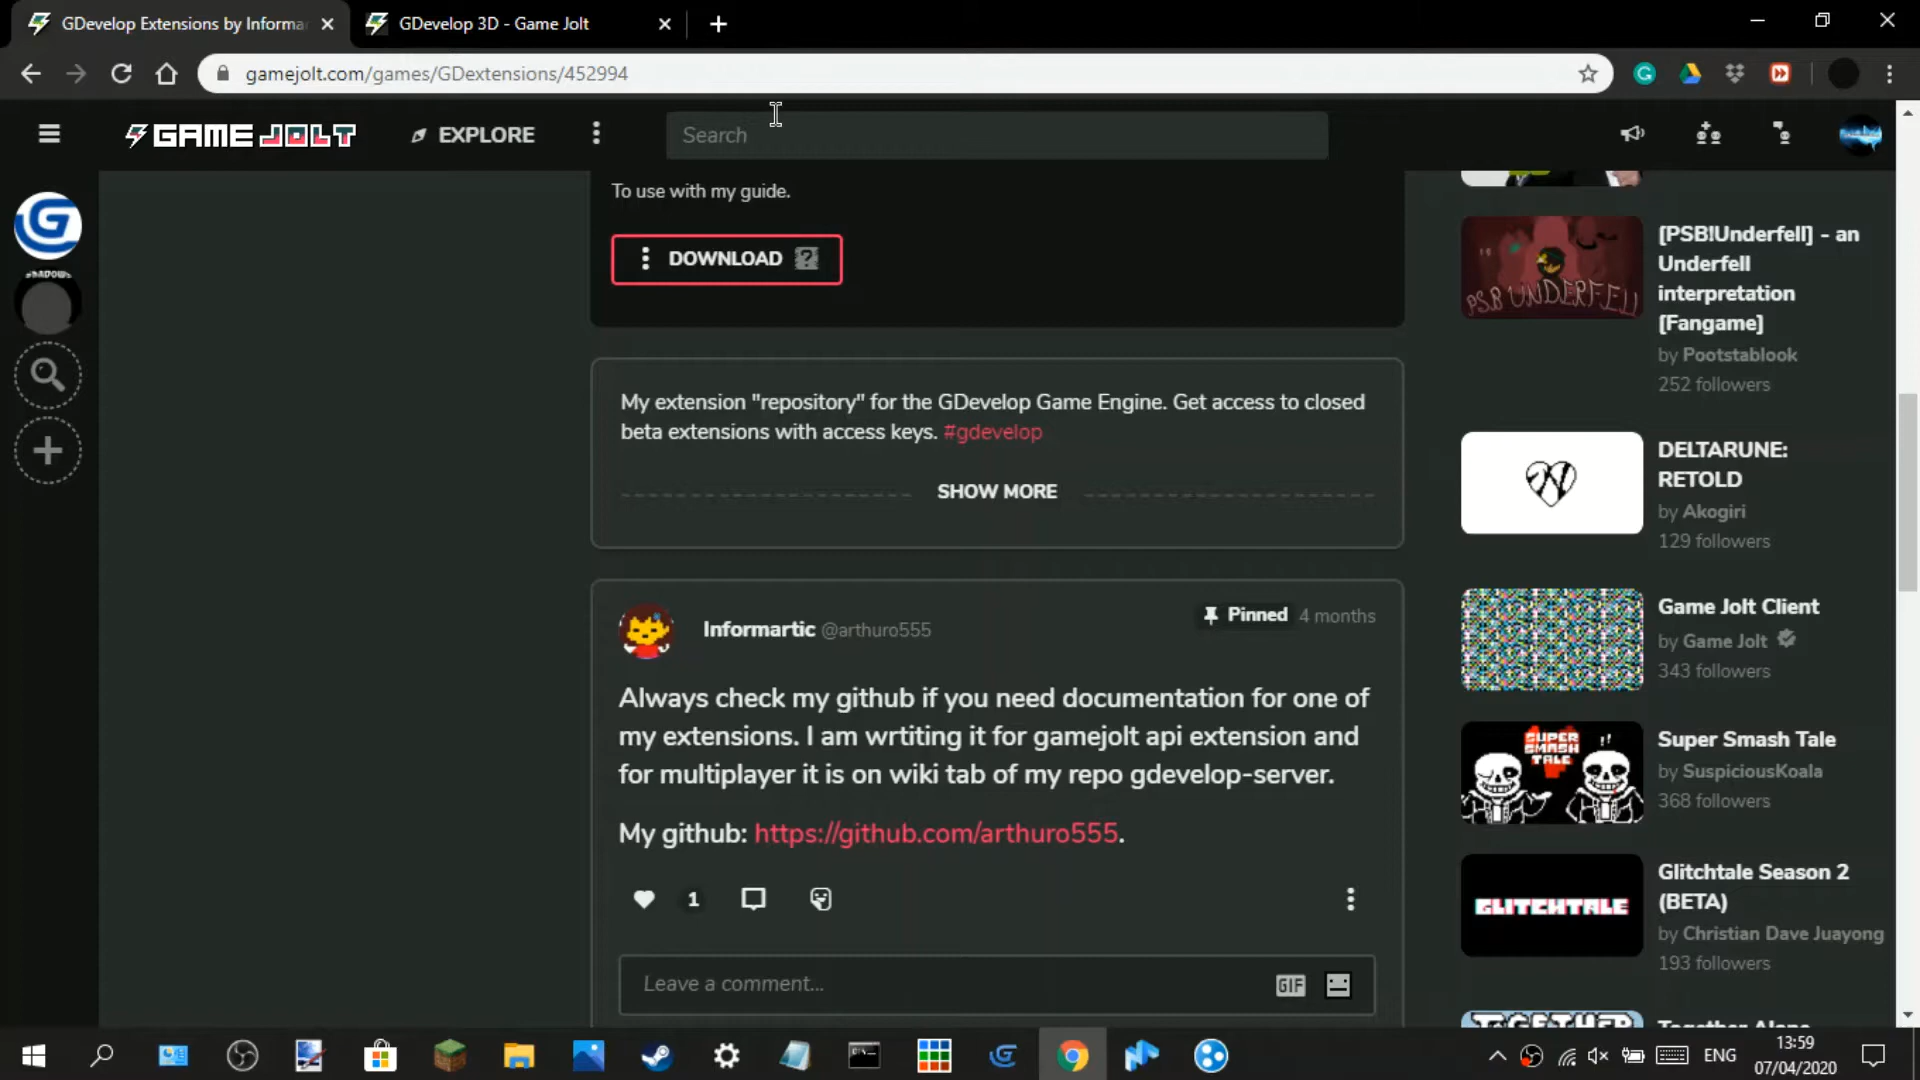 GDevelop Extensions by Informa
GDevelop 3D - Game Jolt
gamejolt.com/games/GDextensions/452994
GAME JOLT
EXPLORE
Search
To use with my guide.
DOWNLOAD
My extension "repository" for the GDevelop Game Engine. Get access to closed
beta extensions with access keys. #gdevelop
SHOW MORE
Informartic @arthuro555
Pinned 4 months
Always check my github if you need documentation for one of
my extensions. I am wrtiting it for gamejolt api extension and
for multiplayer it is on wiki tab of my repo gdevelop-server.
My github: https://github.com/arthuro555.
1
Leave a comment...
GIF
[PSB!Underfell] - an
Underfell
interpretation
[Fangame]
by Pootstablook
252 followers
PSB UNDERFELL
DELTARUNE:
RETOLD
by Akogiri
129 followers
Game Jolt Client
by Game Jolt
343 followers
SUPER
SMASH
TALE
Super Smash Tale
by SuspiciousKoala
368 followers
GLITCHTALE
Glitchtale Season 2
(BETA)
by Christian Dave Juayong
193 followers
ENG
13:59
07/04/2020